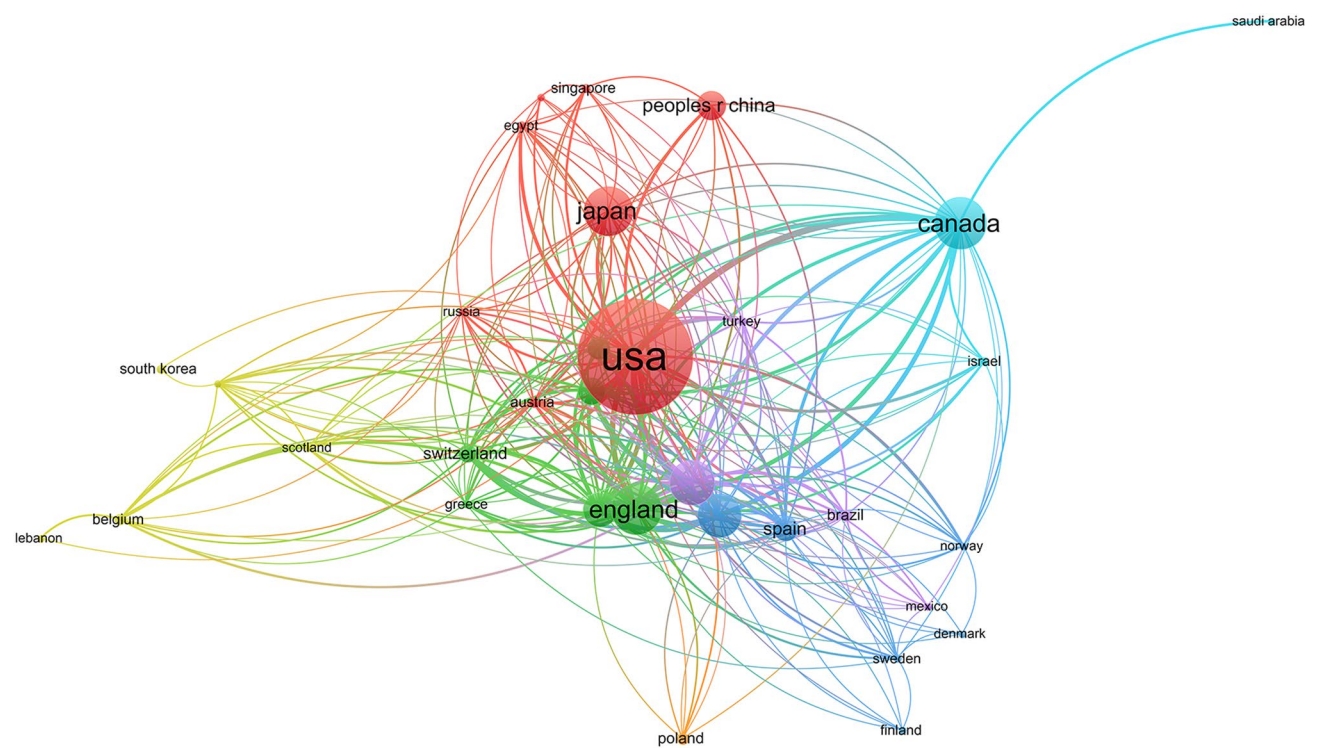 saudi arabia
singapore
peoples r china
egypt
japan
canada
russia
turkey
usa
israel
south korea
austria
scotland
switzerland
greece
england
spain
brazil
belgium
lebanon
norway
mexico
denmark
sweden
finland
poland